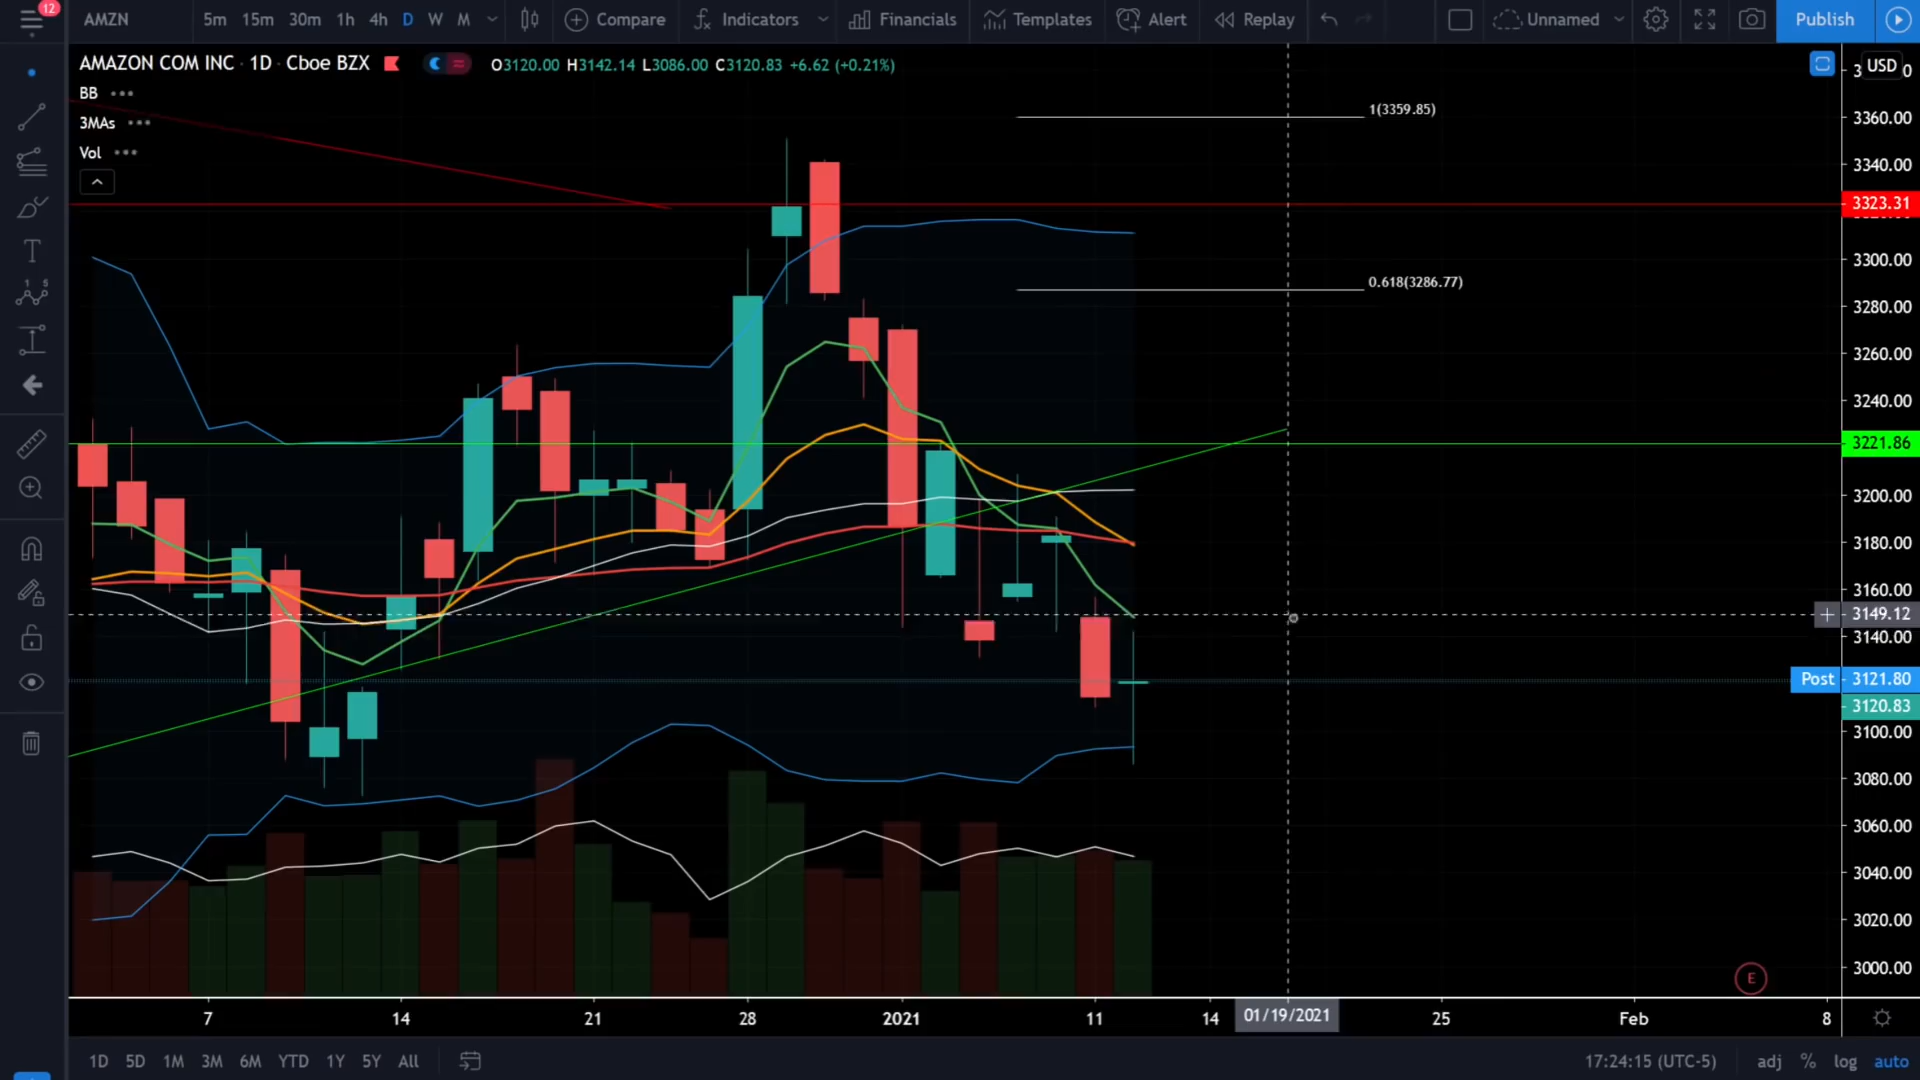 12
AMZN 5m 15m 30m 1h 4h D W M Compare Indicators Financials Templates Alert Replay Unnamed Publish
AMAZON COM INC · 1D · Cboe BZX O3120.00 H3142.14 L3086.00 C3120.83 +6.62 (+0.21%)
USD
BB
3MAs
Vol
1(3359.85)
0.618(3286.77)
3360.00
3340.00
3323.31
3300.00
3280.00
3260.00
3240.00
3221.86
3200.00
3180.00
3160.00
3149.12
3140.00
Post 3121.80
3120.83
3100.00
3080.00
3060.00
3040.00
3020.00
3000.00
E
7 14 21 28 2021 11 14 01/19/2021 25 Feb 8
1D 5D 1M 3M 6M YTD 1Y 5Y All 17:24:15 (UTC-5) adj % log auto